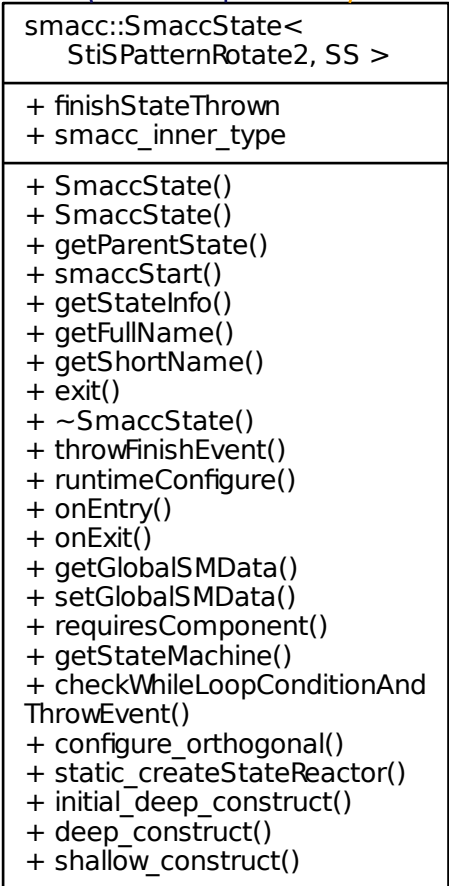 smacc::SmaccState<
StiSPatternRotate2, SS >
+ finishStateThrown
+ smacc_inner_type
+ SmaccState()
+ SmaccState()
+ getParentState()
+ smaccStart()
+ getStateInfo()
+ getFullName()
+ getShortName()
+ exit()
+ ~SmaccState()
+ throwFinishEvent()
+ runtimeConfigure()
+ onEntry()
+ onExit()
+ getGlobalSMData()
+ setGlobalSMData()
+ requiresComponent()
+ getStateMachine()
+ checkWhileLoopConditionAnd
ThrowEvent()
+ configure_orthogonal()
+ static_createStateReactor()
+ initial_deep_construct()
+ deep_construct()
+ shallow_construct()